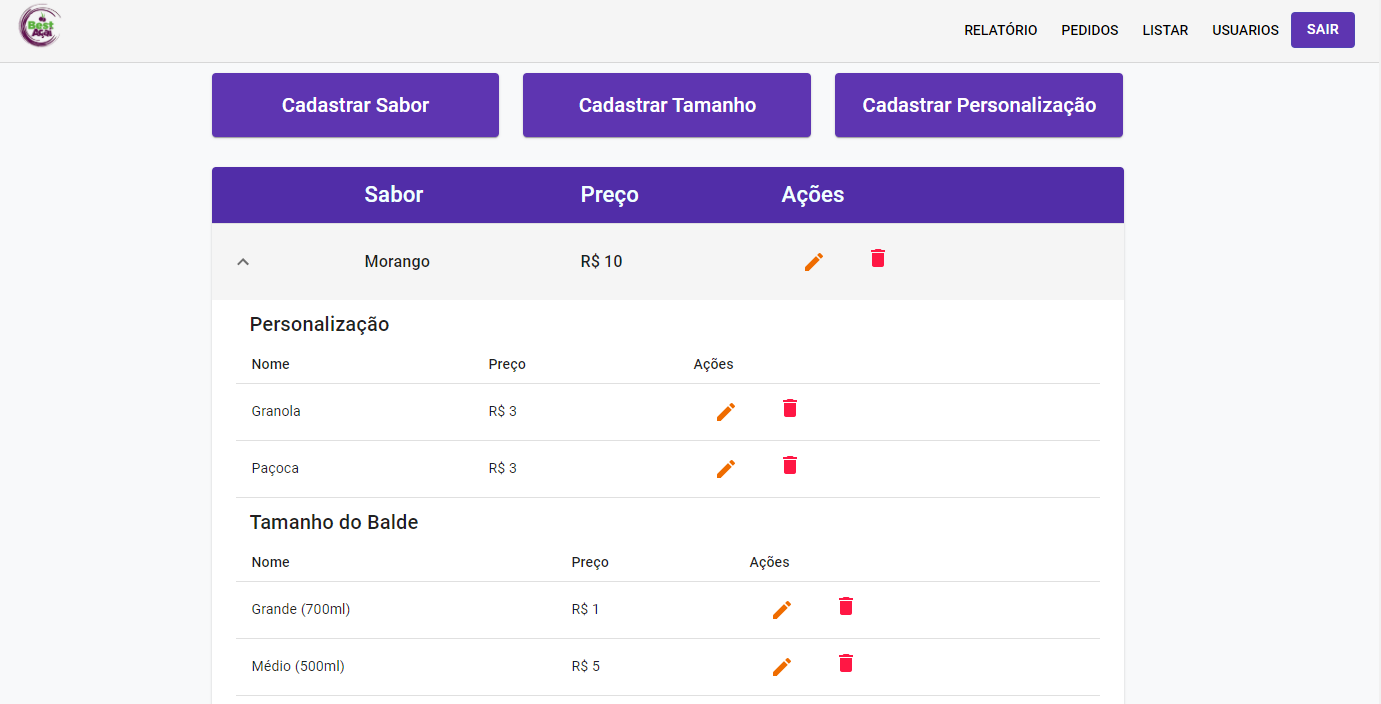 Best
Açaí
RELATÓRIO PEDIDOS LISTAR USUARIOS SAIR
Cadastrar Sabor Cadastrar Tamanho Cadastrar Personalização
Sabor Preço Ações
Morango R$ 10
Personalização
Nome Preço Ações
Granola R$ 3
Paçoca R$ 3
Tamanho do Balde
Nome Preço Ações
Grande (700ml) R$ 1
Médio (500ml) R$ 5